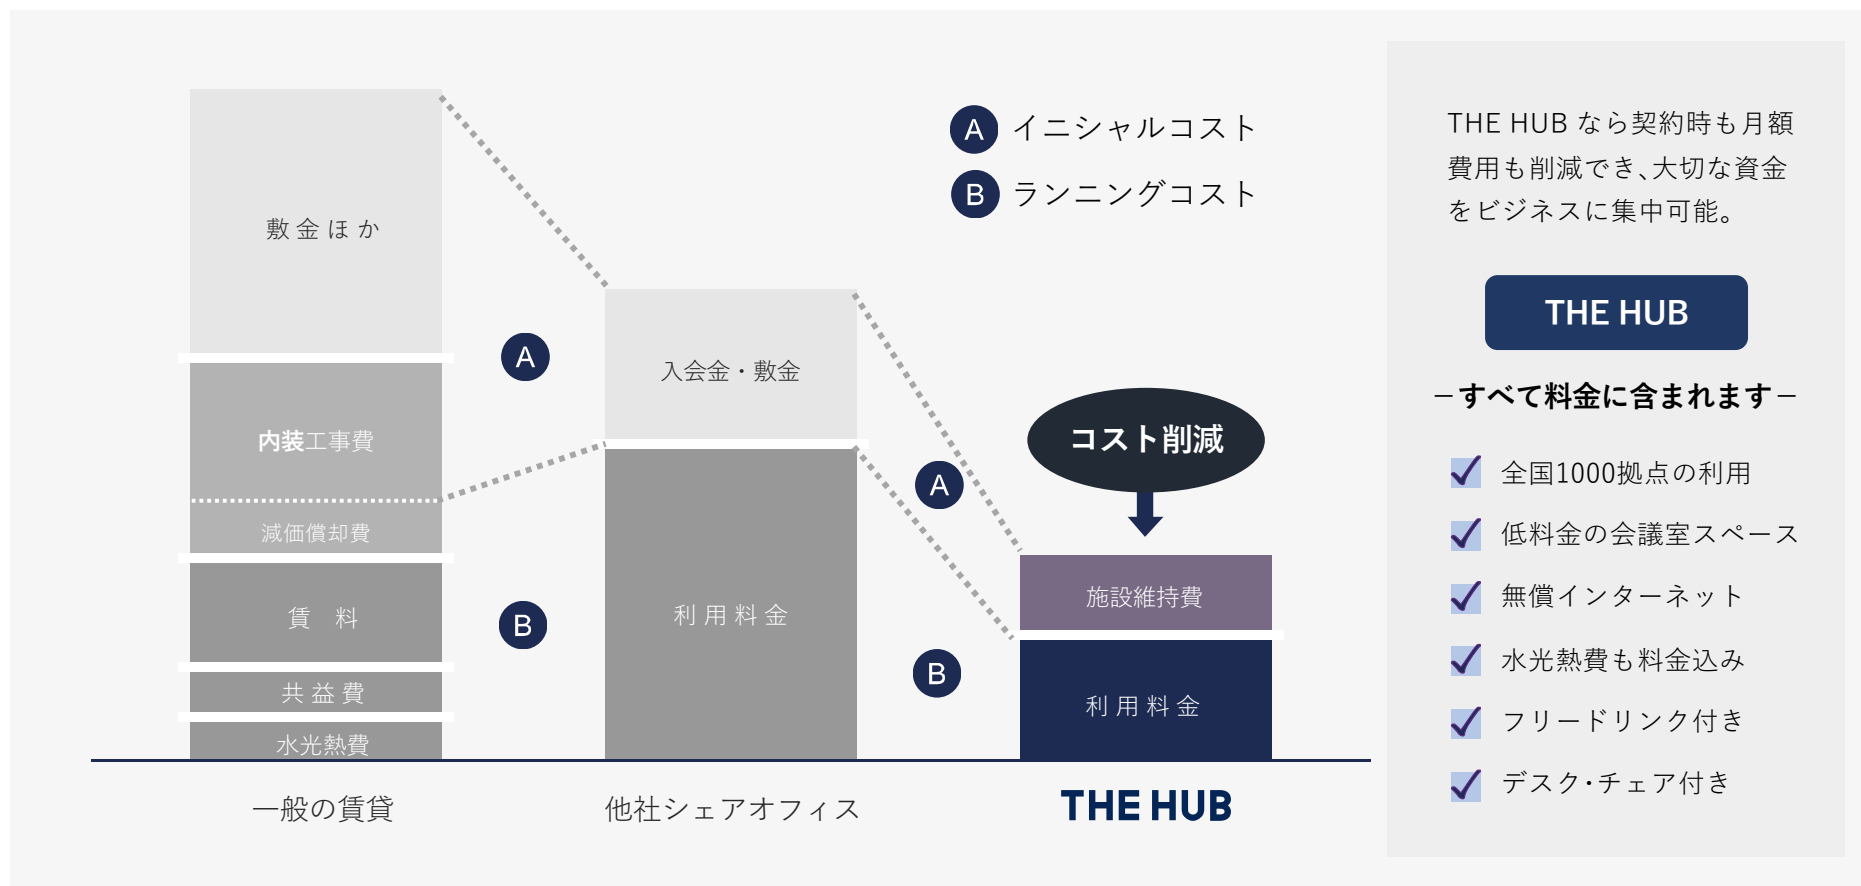 敷金ほか
内装工事費
減価償却費
賃　料
共益費
水光熱費
一般の賃貸
A
B
入会金・敷金
利用料金
他社シェアオフィス
A イニシャルコスト
B ランニングコスト
A
B
コスト削減
施設維持費
利用料金
THE HUB
THE HUB なら契約時も月額
費用も削減でき、大切な資金
をビジネスに集中可能。
THE HUB
－すべて料金に含まれます－
全国1000拠点の利用
低料金の会議室スペース
無償インターネット
水光熱費も料金込み
フリードリンク付き
デスク・チェア付き